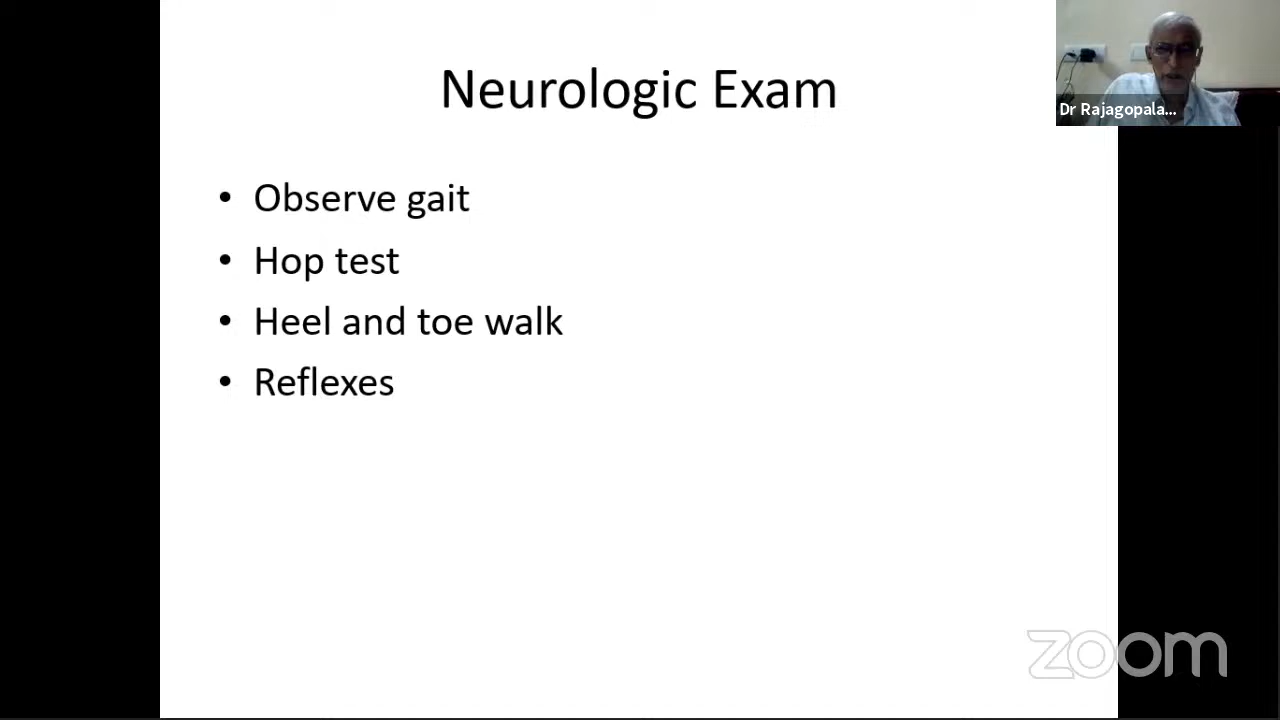 Neurologic Exam
Dr Rajagopala...
• Observe gait
• Hop test
• Heel and toe walk
• Reflexes
zoom